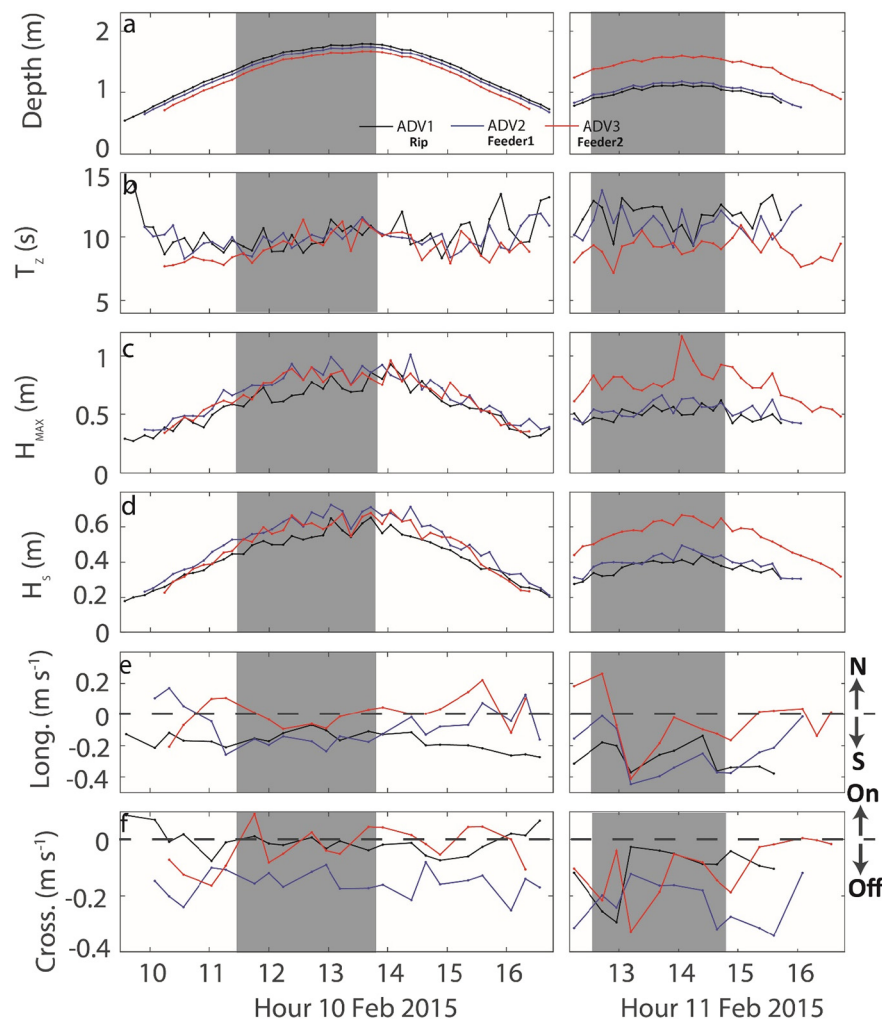 a
Depth (m)
2
1
0
ADV1 ADV2 ADV3
Rip Feeder1 Feeder2
b
T_Z (s)
15
10
5
c
H_MAX (m)
1
0.5
0
d
H_s (m)
0.6
0.4
0.2
0
e
Long. (m s⁻¹)
0.2
0
-0.2
-0.4
N
S
f
Cross. (m s⁻¹)
0
-0.2
-0.4
On
Off
10 11 12 13 14 15 16 13 14 15 16
Hour 10 Feb 2015 Hour 11 Feb 2015